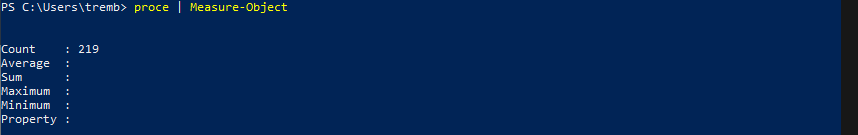 PS C:\Users\tremb> proce | Measure-Object
Count    : 219
Average  :
Sum      :
Maximum  :
Minimum  :
Property :